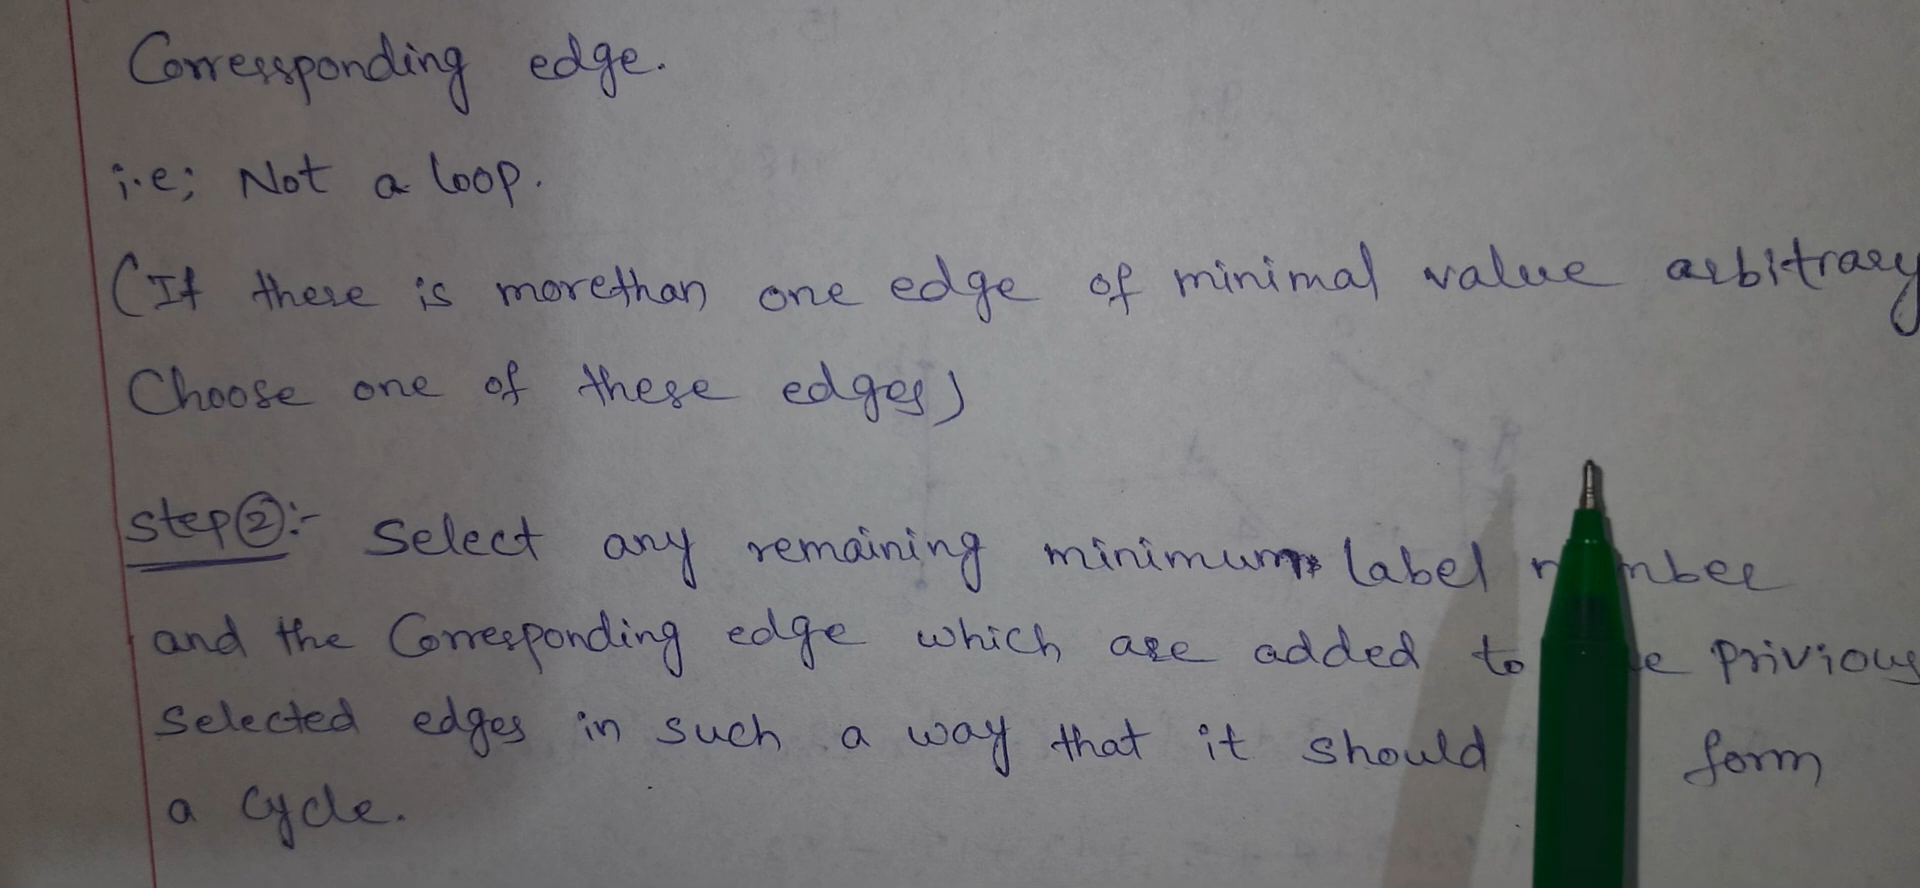 Corresponding edge.
i.e; Not a loop.
(If there is morethan one edge of minimal value arbitrary
Choose one of these edges)
Step②:- Select any remaining minimum label
and the Corresponding edge which are added to privious
Selected edges in such a way that it should form
a Cycle.